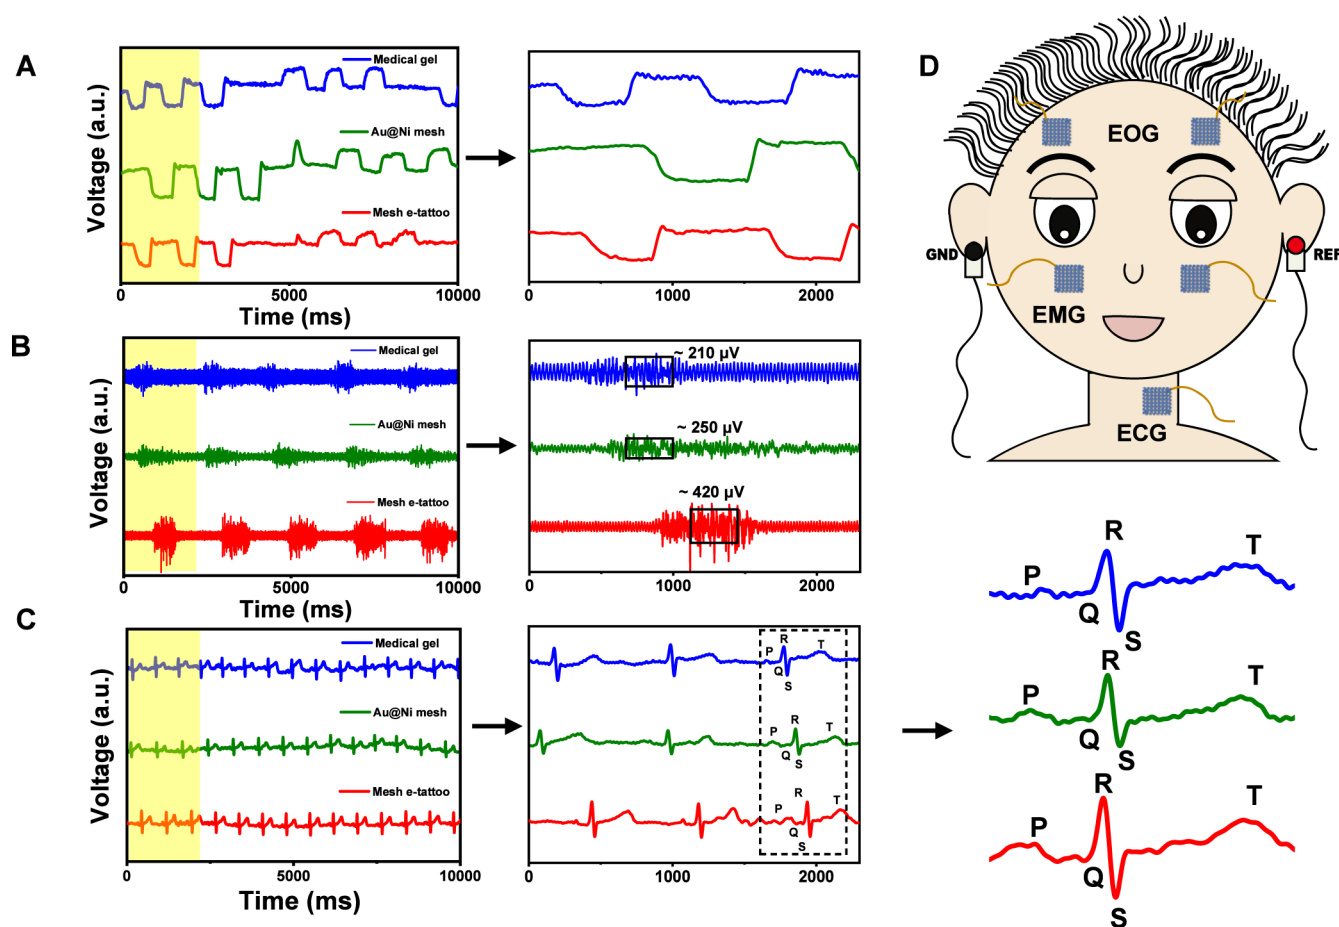 A
Voltage (a.u.)
Medical gel
Au@Ni mesh
Mesh e-tattoo
0
5000
10000
Time (ms)
0
1000
2000
B
Voltage (a.u.)
Medical gel
Au@Ni mesh
Mesh e-tattoo
0
5000
10000
Time (ms)
~ 210 µV
~ 250 µV
~ 420 µV
0
1000
2000
C
Voltage (a.u.)
Medical gel
Au@Ni mesh
Mesh e-tattoo
0
2500
5000
10000
Time (ms)
P Q R S T
P Q R S T
P Q R S T
0
1000
2000
P Q R S T
P Q R S T
P Q R S T
D
EOG
GND
REF
EMG
ECG